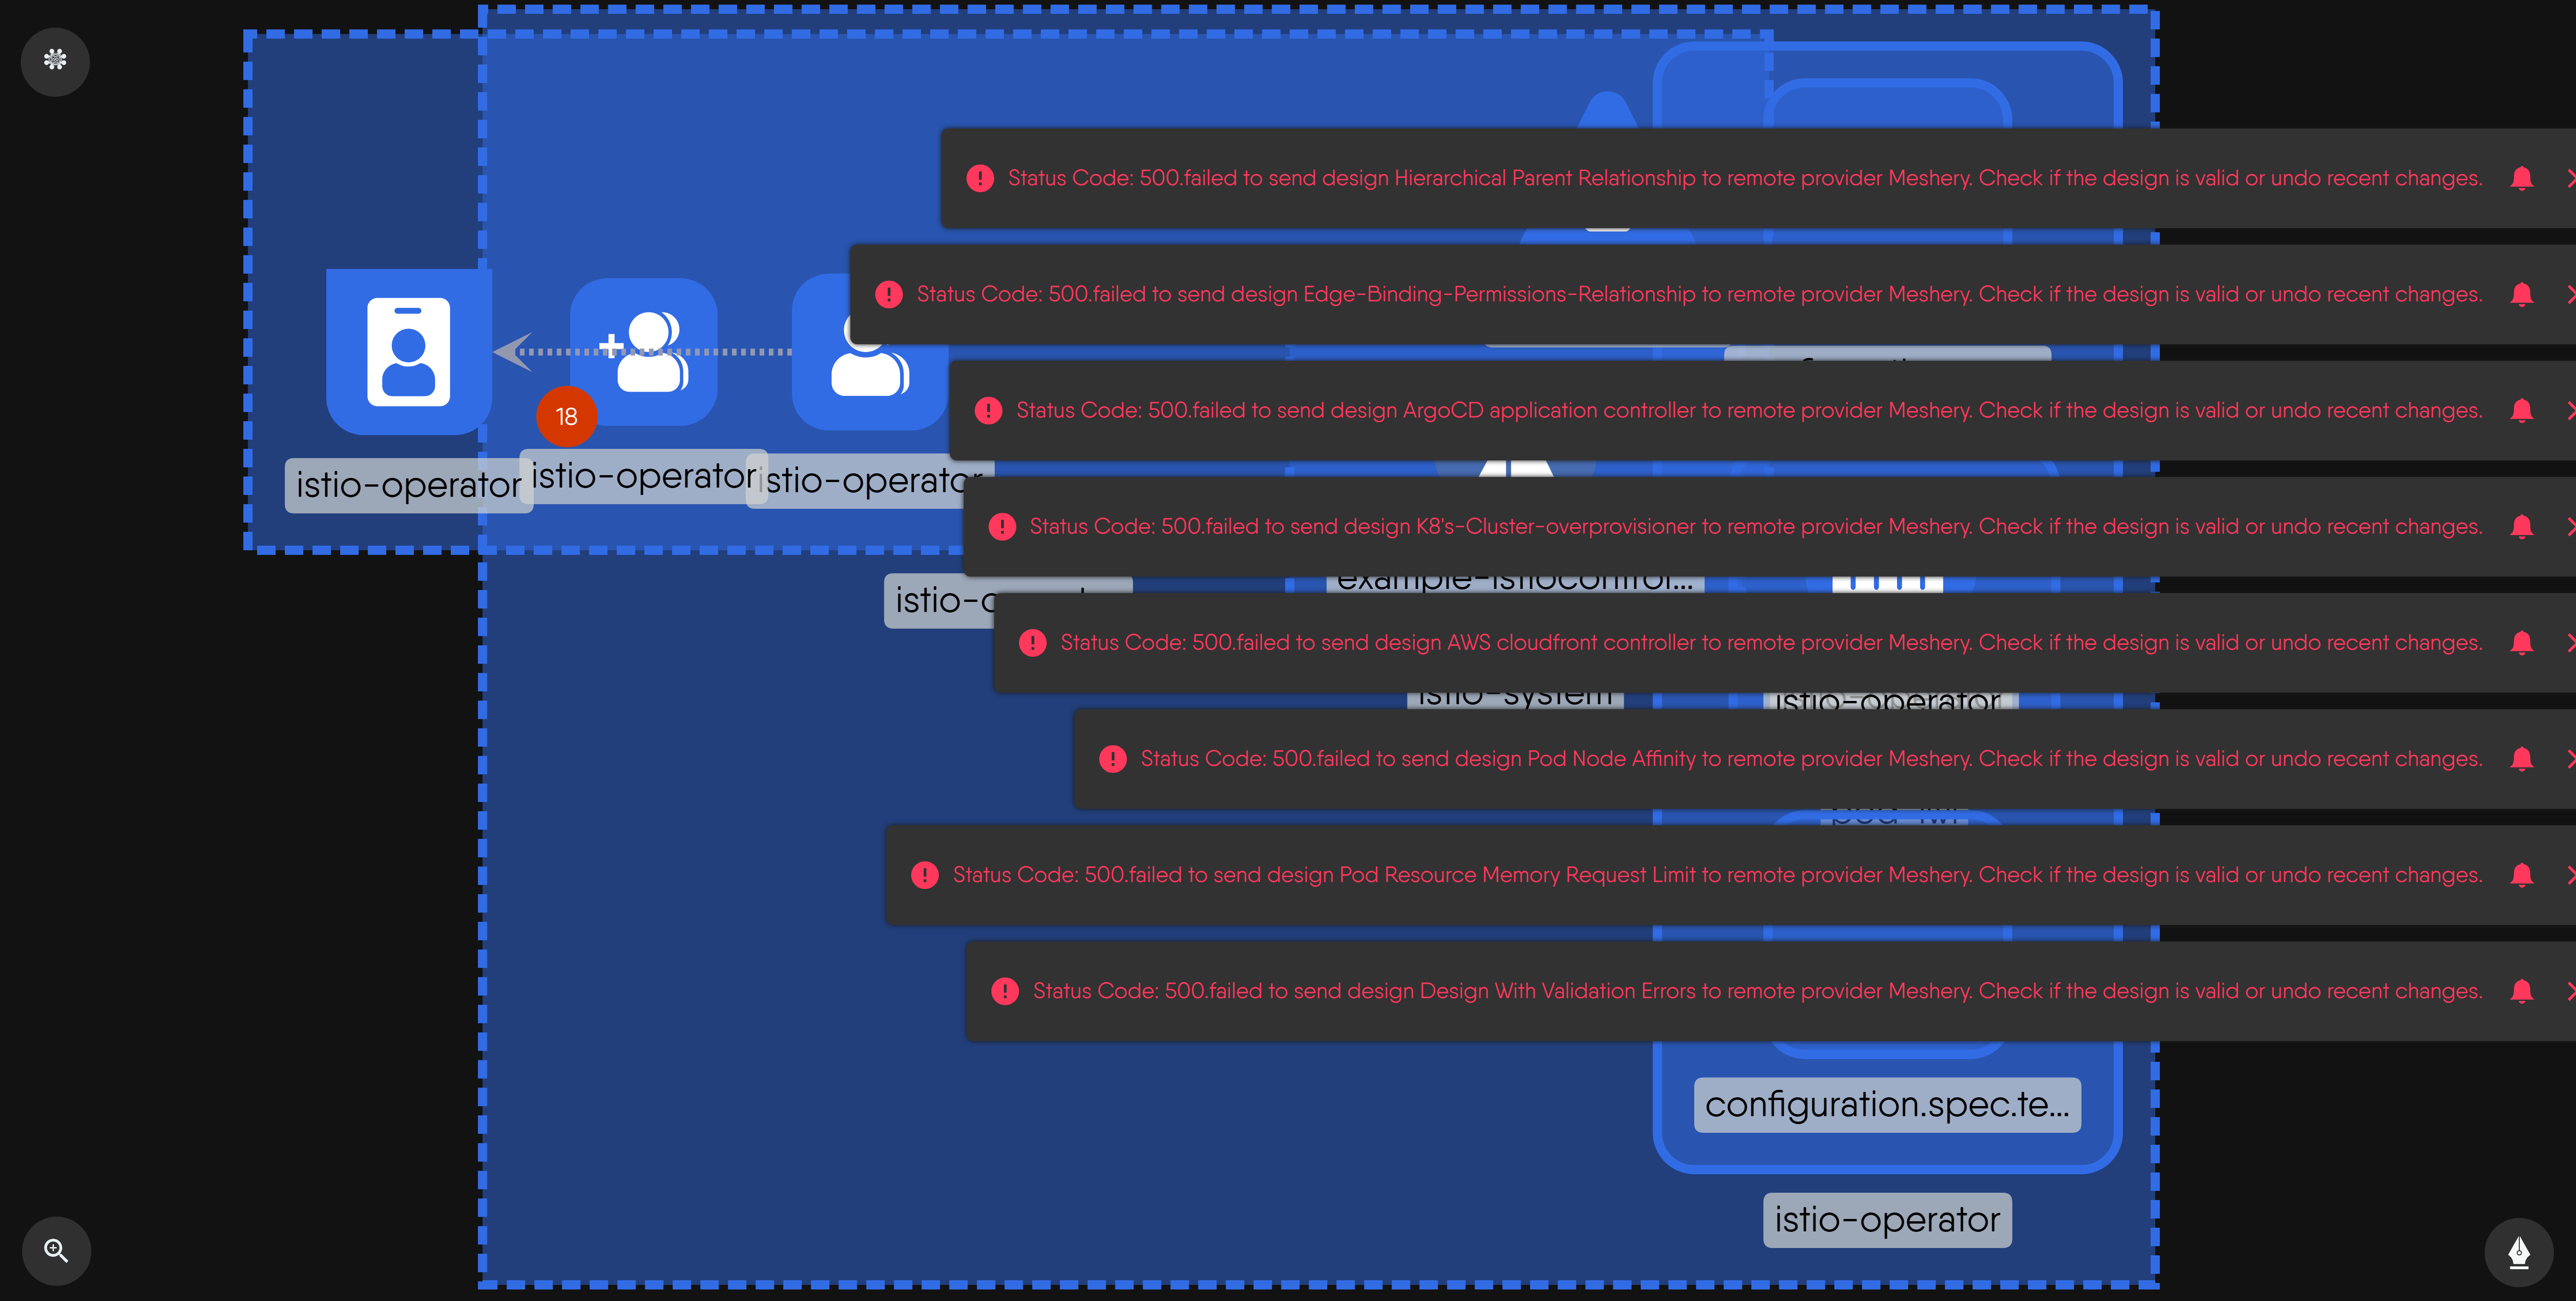 Status Code: 500.failed to send design Hierarchical Parent Relationship to remote provider Meshery. Check if the design is valid or undo recent changes.
Status Code: 500.failed to send design Edge-Binding-Permissions-Relationship to remote provider Meshery. Check if the design is valid or undo recent changes.
Status Code: 500.failed to send design ArgoCD application controller to remote provider Meshery. Check if the design is valid or undo recent changes.
18
istio-operator
istio-operator
istio-operator
Status Code: 500.failed to send design K8's-Cluster-overprovisioner to remote provider Meshery. Check if the design is valid or undo recent changes.
example-istiocontrol...
Status Code: 500.failed to send design AWS cloudfront controller to remote provider Meshery. Check if the design is valid or undo recent changes.
istio-system
istio-operator
Status Code: 500.failed to send design Pod Node Affinity to remote provider Meshery. Check if the design is valid or undo recent changes.
Status Code: 500.failed to send design Pod Resource Memory Request Limit to remote provider Meshery. Check if the design is valid or undo recent changes.
Status Code: 500.failed to send design Design With Validation Errors to remote provider Meshery. Check if the design is valid or undo recent changes.
configuration.spec.te...
istio-operator